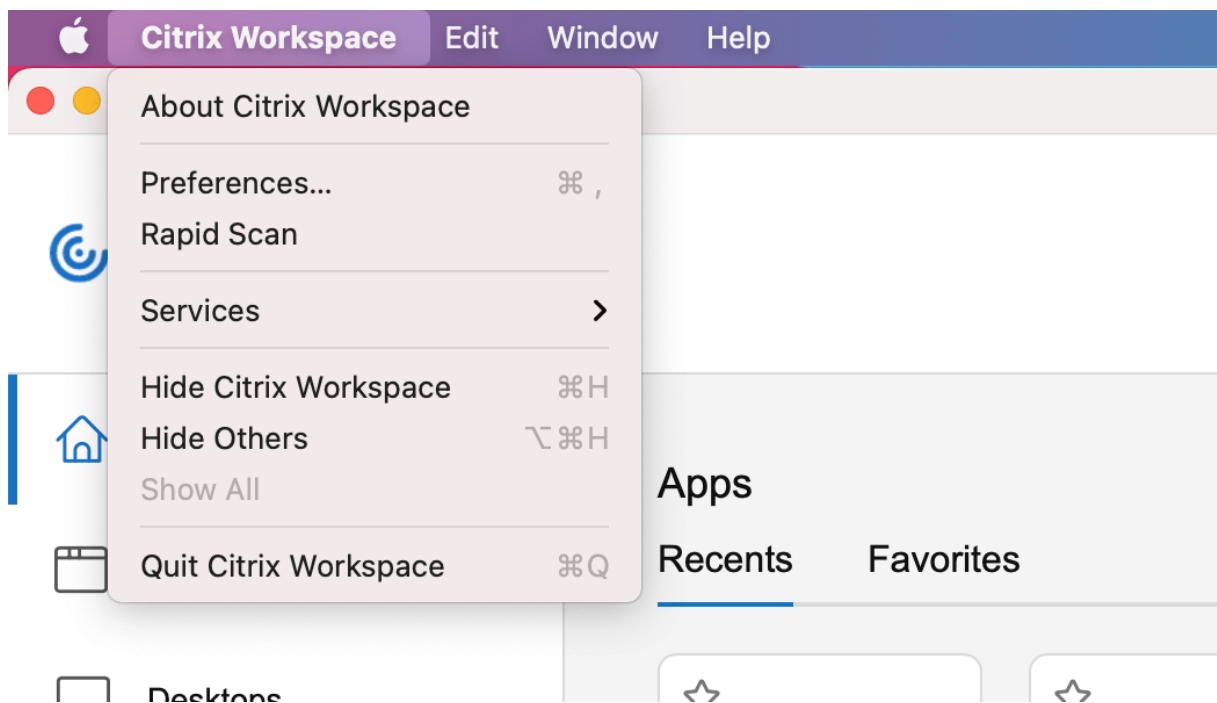 Citrix Workspace Edit Window Help
About Citrix Workspace
Preferences... ⌘ ,
Rapid Scan
Services
Hide Citrix Workspace ⌘H
Hide Others ⌥⌘H
Show All
Quit Citrix Workspace ⌘Q
Apps
Recents Favorites
Desktops